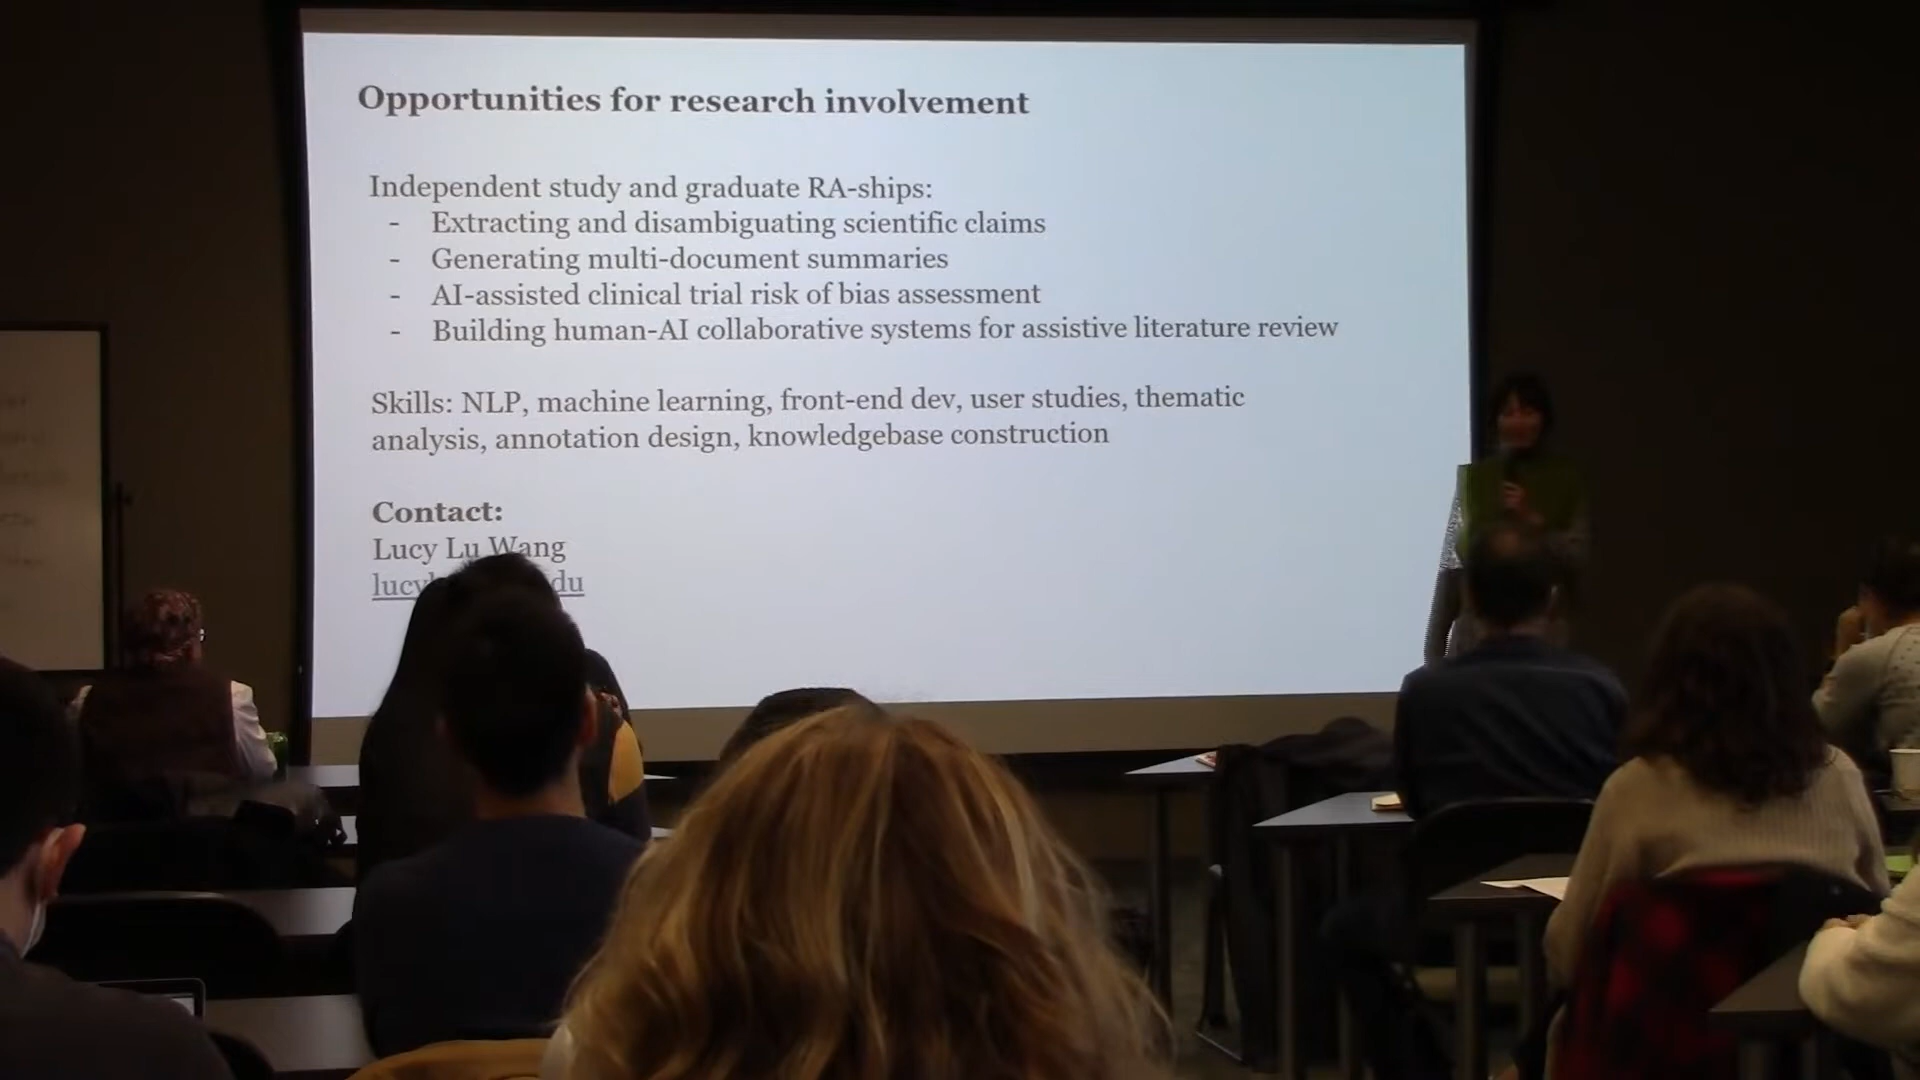 Opportunities for research involvement
Independent study and graduate RA-ships:
- Extracting and disambiguating scientific claims
- Generating multi-document summaries
- AI-assisted clinical trial risk of bias assessment
- Building human-AI collaborative systems for assistive literature review
Skills: NLP, machine learning, front-end dev, user studies, thematic
analysis, annotation design, knowledgebase construction
Contact:
Lucy Lu Wang